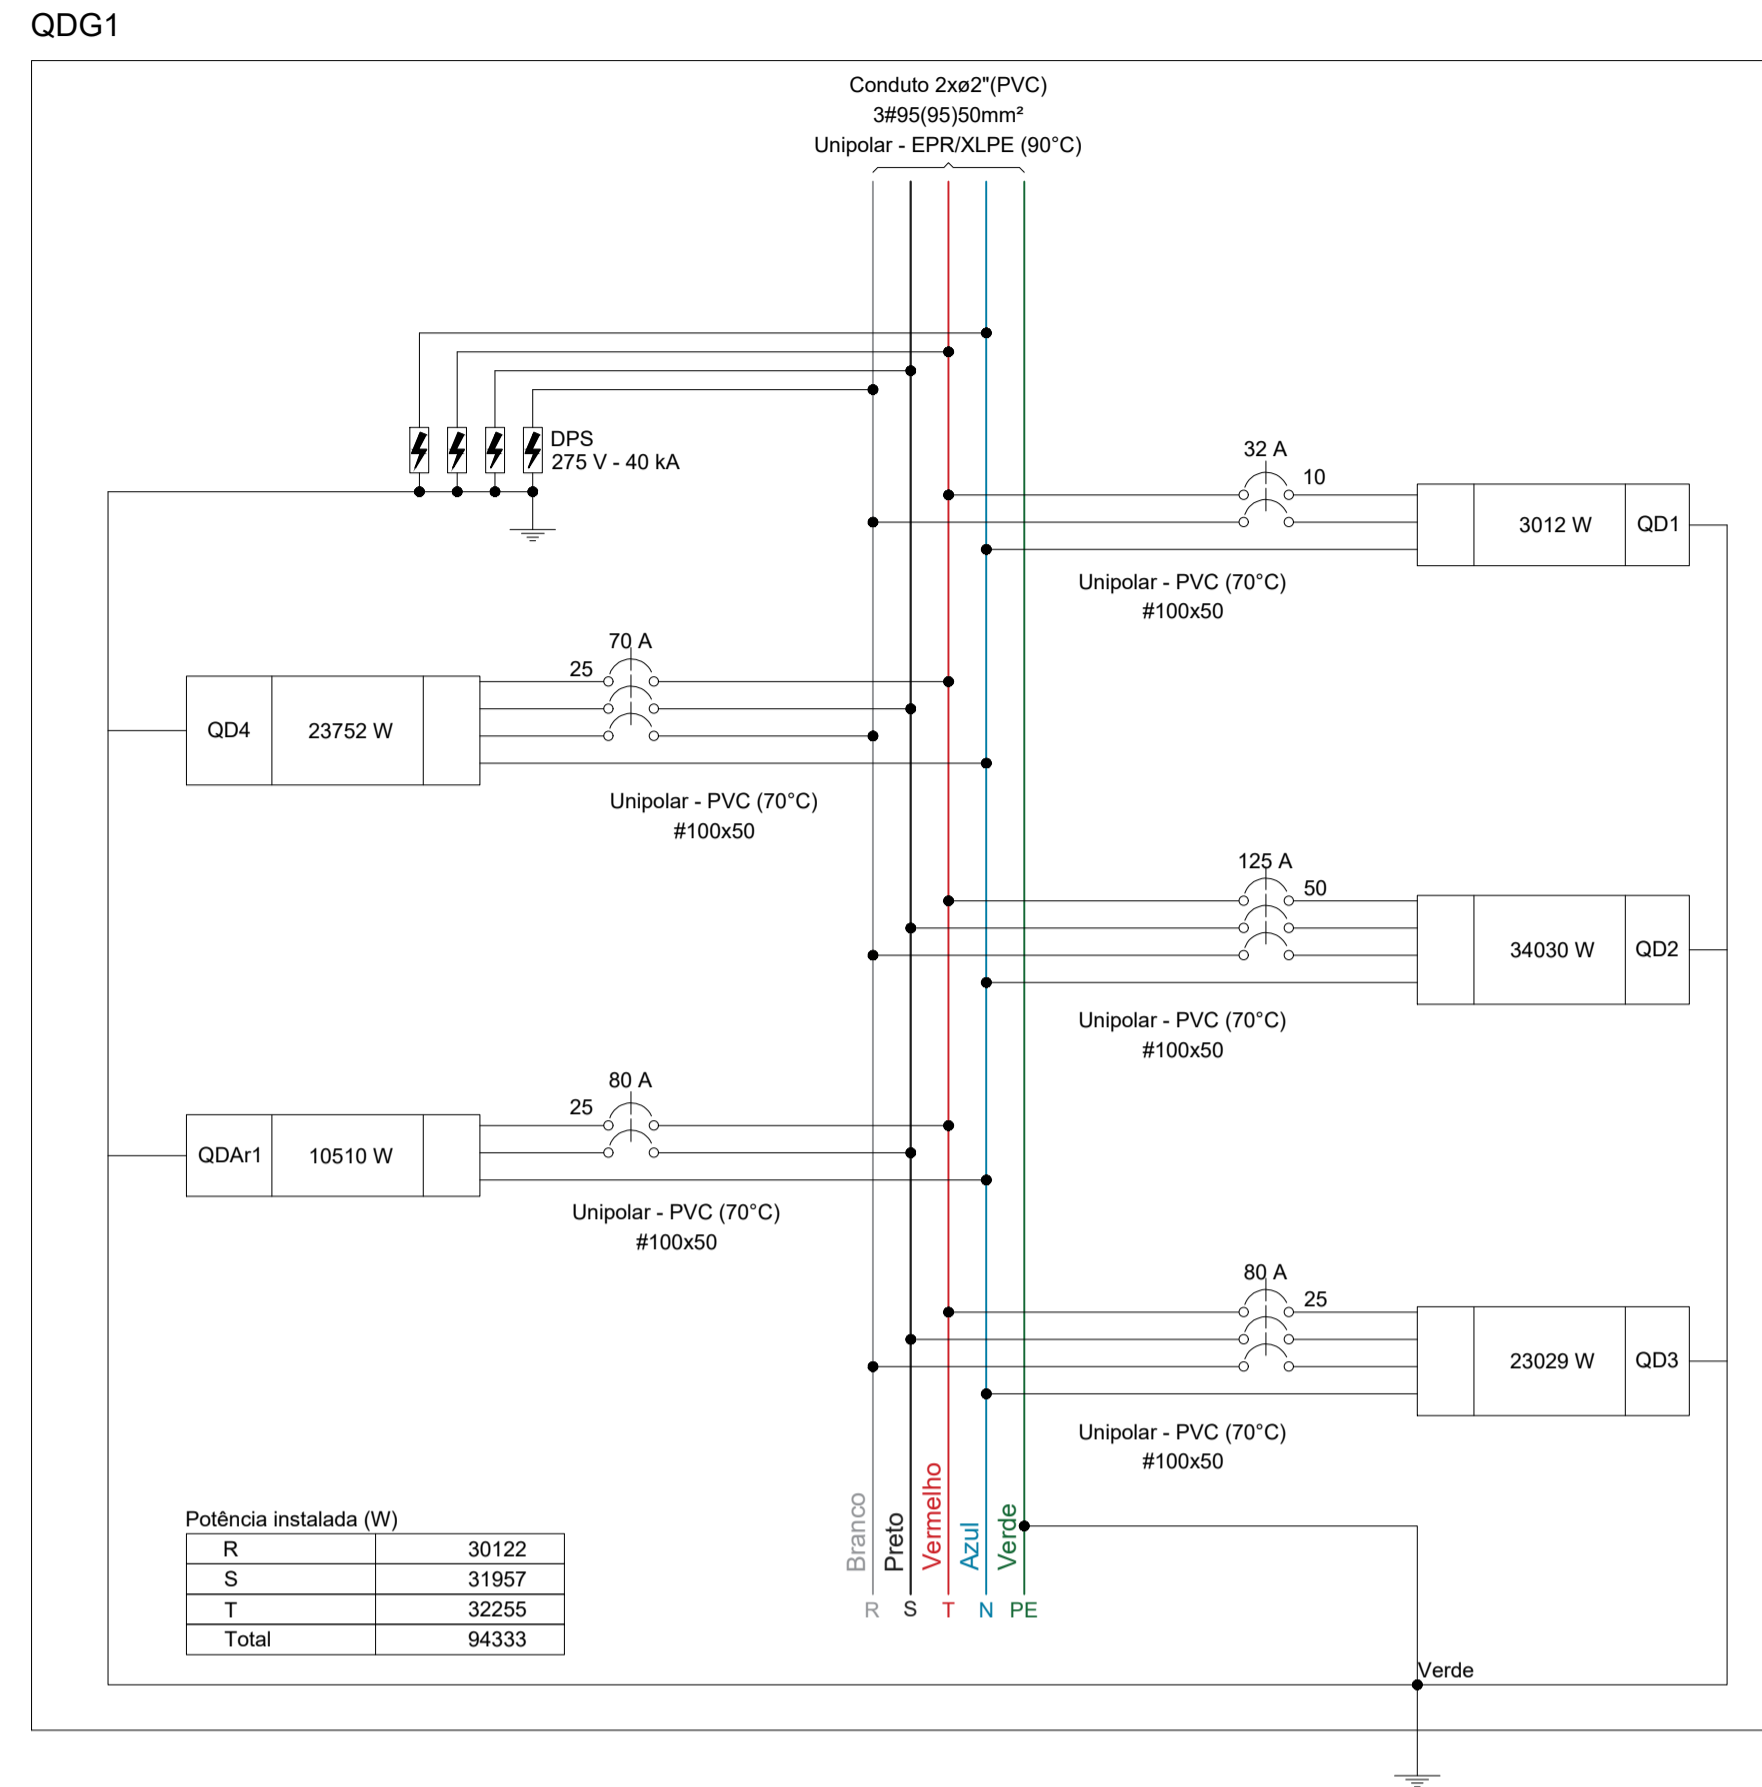 QDG1
Conduto 2xø2"(PVC)
3#95(95)50mm²
Unipolar - EPR/XLPE (90°C)
DPS
275 V - 40 kA
32 A
10
3012 W
QD1
Unipolar - PVC (70°C)
#100x50
70 A
25
QD4
23752 W
Unipolar - PVC (70°C)
#100x50
125 A
50
34030 W
QD2
Unipolar - PVC (70°C)
#100x50
80 A
25
QDAr1
10510 W
Unipolar - PVC (70°C)
#100x50
80 A
25
23029 W
QD3
Unipolar - PVC (70°C)
#100x50
Potência instalada (W)
R 30122
S 31957
T 32255
Total 94333
Branco
Preto
Vermelho
Azul
Verde
R S T N PE
Verde